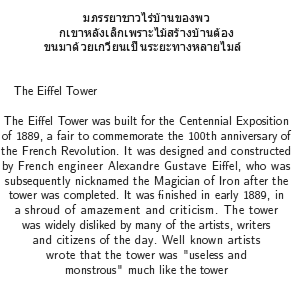 มภรรยาชาวไร่บ้านของพว
กเขาหลังเล็กเพราะไม้สร้างบ้านต้อง
ขนมาด้วยเกวียนเป็นระยะทางหลายไมล์
The Eiffel Tower
The Eiffel Tower was built for the Centennial Exposition
of 1889, a fair to commemorate the 100th anniversary of
the French Revolution. It was designed and constructed
by French engineer Alexandre Gustave Eiffel, who was
subsequently nicknamed the Magician of Iron after the
tower was completed. It was finished in early 1889, in
a shroud of amazement and criticism. The tower
was widely disliked by many of the artists, writers
and citizens of the day. Well known artists
wrote that the tower was "useless and
monstrous" much like the tower